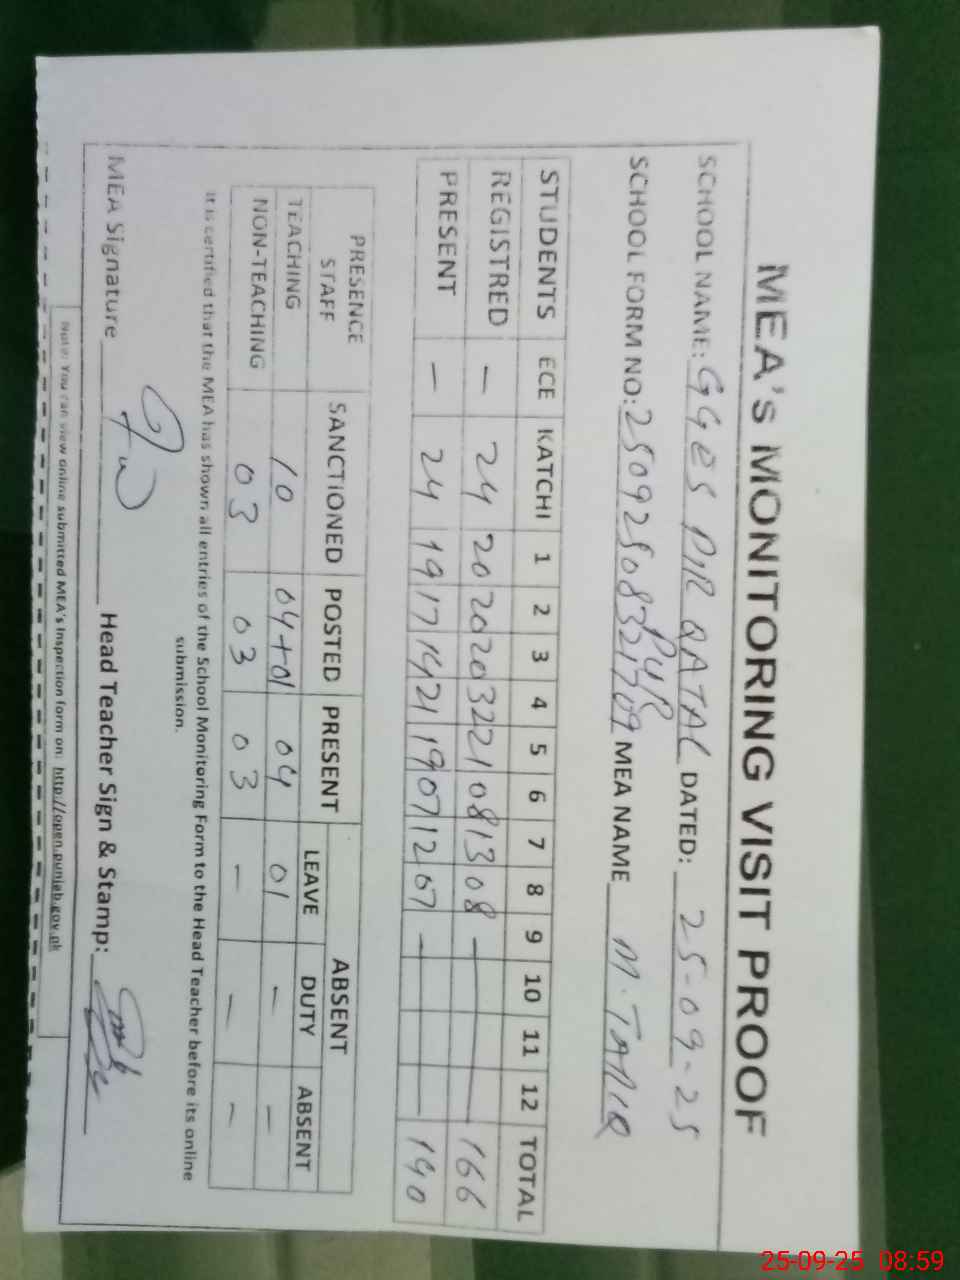 MEA's MONITORING VISIT PROOF
SCHOOL NAME: GGES PIR QATAL DATED: 25-09-25
SCHOOL FORM NO: MEA NAME M. TARIQ
STUDENTS ECE KATCHI 1 2 3 4 5 6 7 8 9 10 11 12 TOTAL
REGISTRED — 24 20 20 20 32 21 08 13 08 — 166
PRESENT — 24 19 17 14 21 19 07 12 07 — 140
PRESENCE STAFF SANCTIONED POSTED PRESENT ABSENT
LEAVE DUTY ABSENT
TEACHING 10 04+01 04 01 — —
NON-TEACHING 03 03 03 — — —
It is certified that the MEA has shown all entries of the School Monitoring Form to the Head Teacher before its online
submission.
MEA Signature Head Teacher Sign & Stamp:
Note: You can view online submitted MEA's Inspection form on: http://open.punjab.gov.pk
25-09-25 08:59